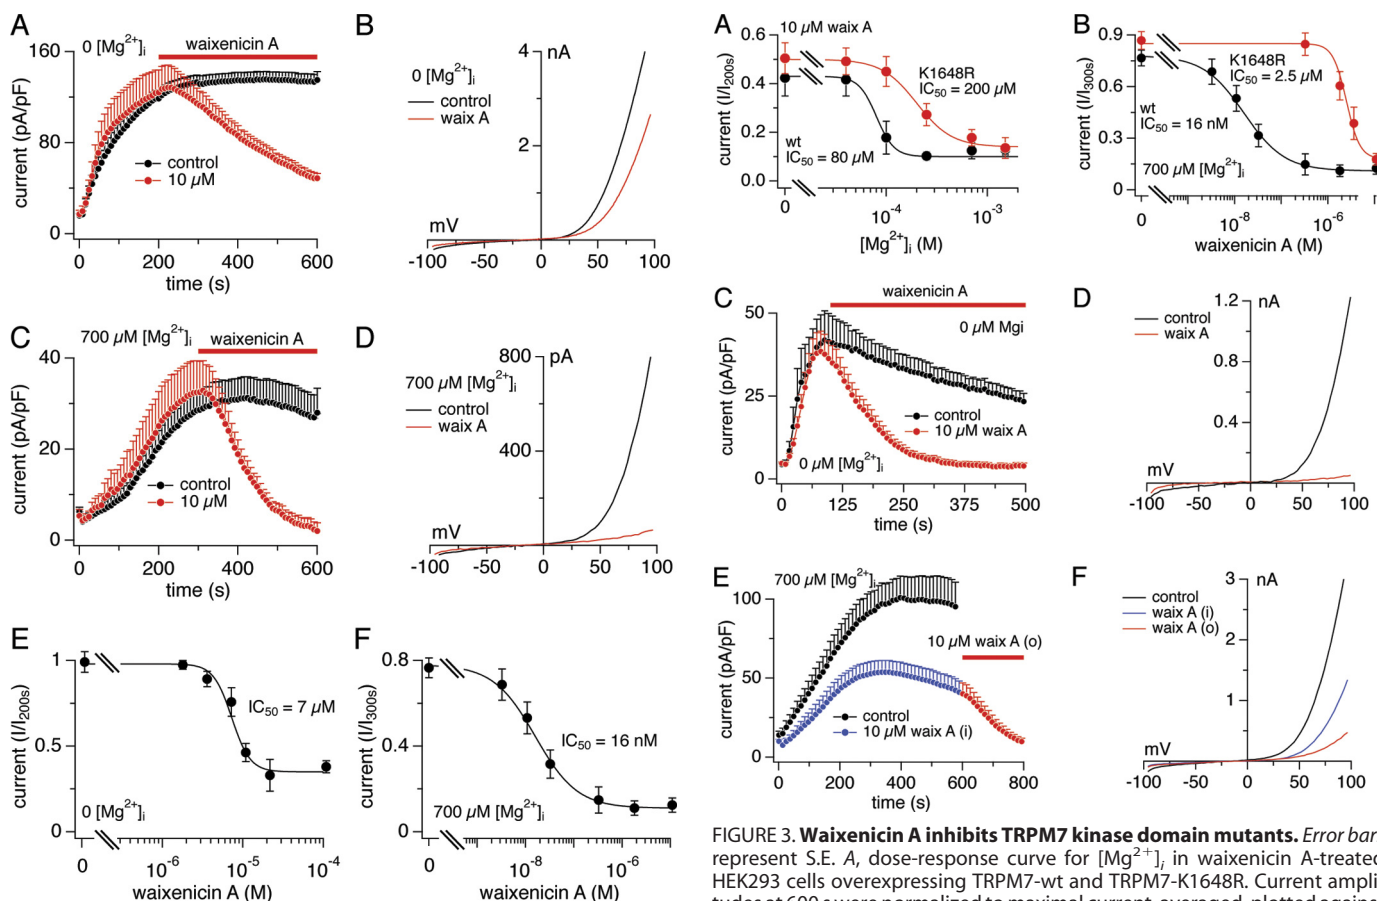 A
0 [Mg2+]i
waixenicin A
160
80
0
current (pA/pF)
control
10 µM
0 200 400 600
time (s)
B
4
nA
0 [Mg2+]i
control
waix A
2
mV
0
-100 -50 0 50 100
C
700 µM [Mg2+]i
waixenicin A
40
20
0
current (pA/pF)
control
10 µM
0 200 400 600
time (s)
D
800
pA
700 µM [Mg2+]i
control
waix A
400
mV
0
-100 -50 0 50 100
E
1
0.5
0
current (I/I200s)
IC50 = 7 µM
0 [Mg2+]i
0 10-6 10-5 10-4
waixenicin A (M)
F
0.8
0.4
0
current (I/I300s)
IC50 = 16 nM
700 µM [Mg2+]i
0 10-8 10-6
waixenicin A (M)
A
10 µM waix A
0.6
0.4
0.2
0.0
current (I/I200s)
K1648R
IC50 = 200 µM
wt
IC50 = 80 µM
0 10-4 10-3
[Mg2+]i (M)
B
0.9
0.6
0.3
0
current (I/I300s)
K1648R
IC50 = 2.5 µM
wt
IC50 = 16 nM
700 µM [Mg2+]i
0 10-8 10-6
waixenicin A (M)
C
waixenicin A
50
25
0
current (pA/pF)
0 µM Mgi
control
10 µM waix A
0 µM [Mg2+]i
0 125 250 375 500
time (s)
D
1.2
nA
control
waix A
0.8
0.4
mV
-100 -50 0 50 100
E
700 µM [Mg2+]i
100
50
0
current (pA/pF)
10 µM waix A (o)
control
10 µM waix A (i)
0 200 400 600 800
time (s)
F
3
nA
control
waix A (i)
waix A (o)
2
1
mV
-100 -50 0 50 100
FIGURE 3. Waixenicin A inhibits TRPM7 kinase domain mutants. Error bar
represent S.E. A, dose-response curve for [Mg2+]i in waixenicin A-treated
HEK293 cells overexpressing TRPM7-wt and TRPM7-K1648R. Current ampli
tudes at 600 s were normalized to maximal current, averaged, plotted agains